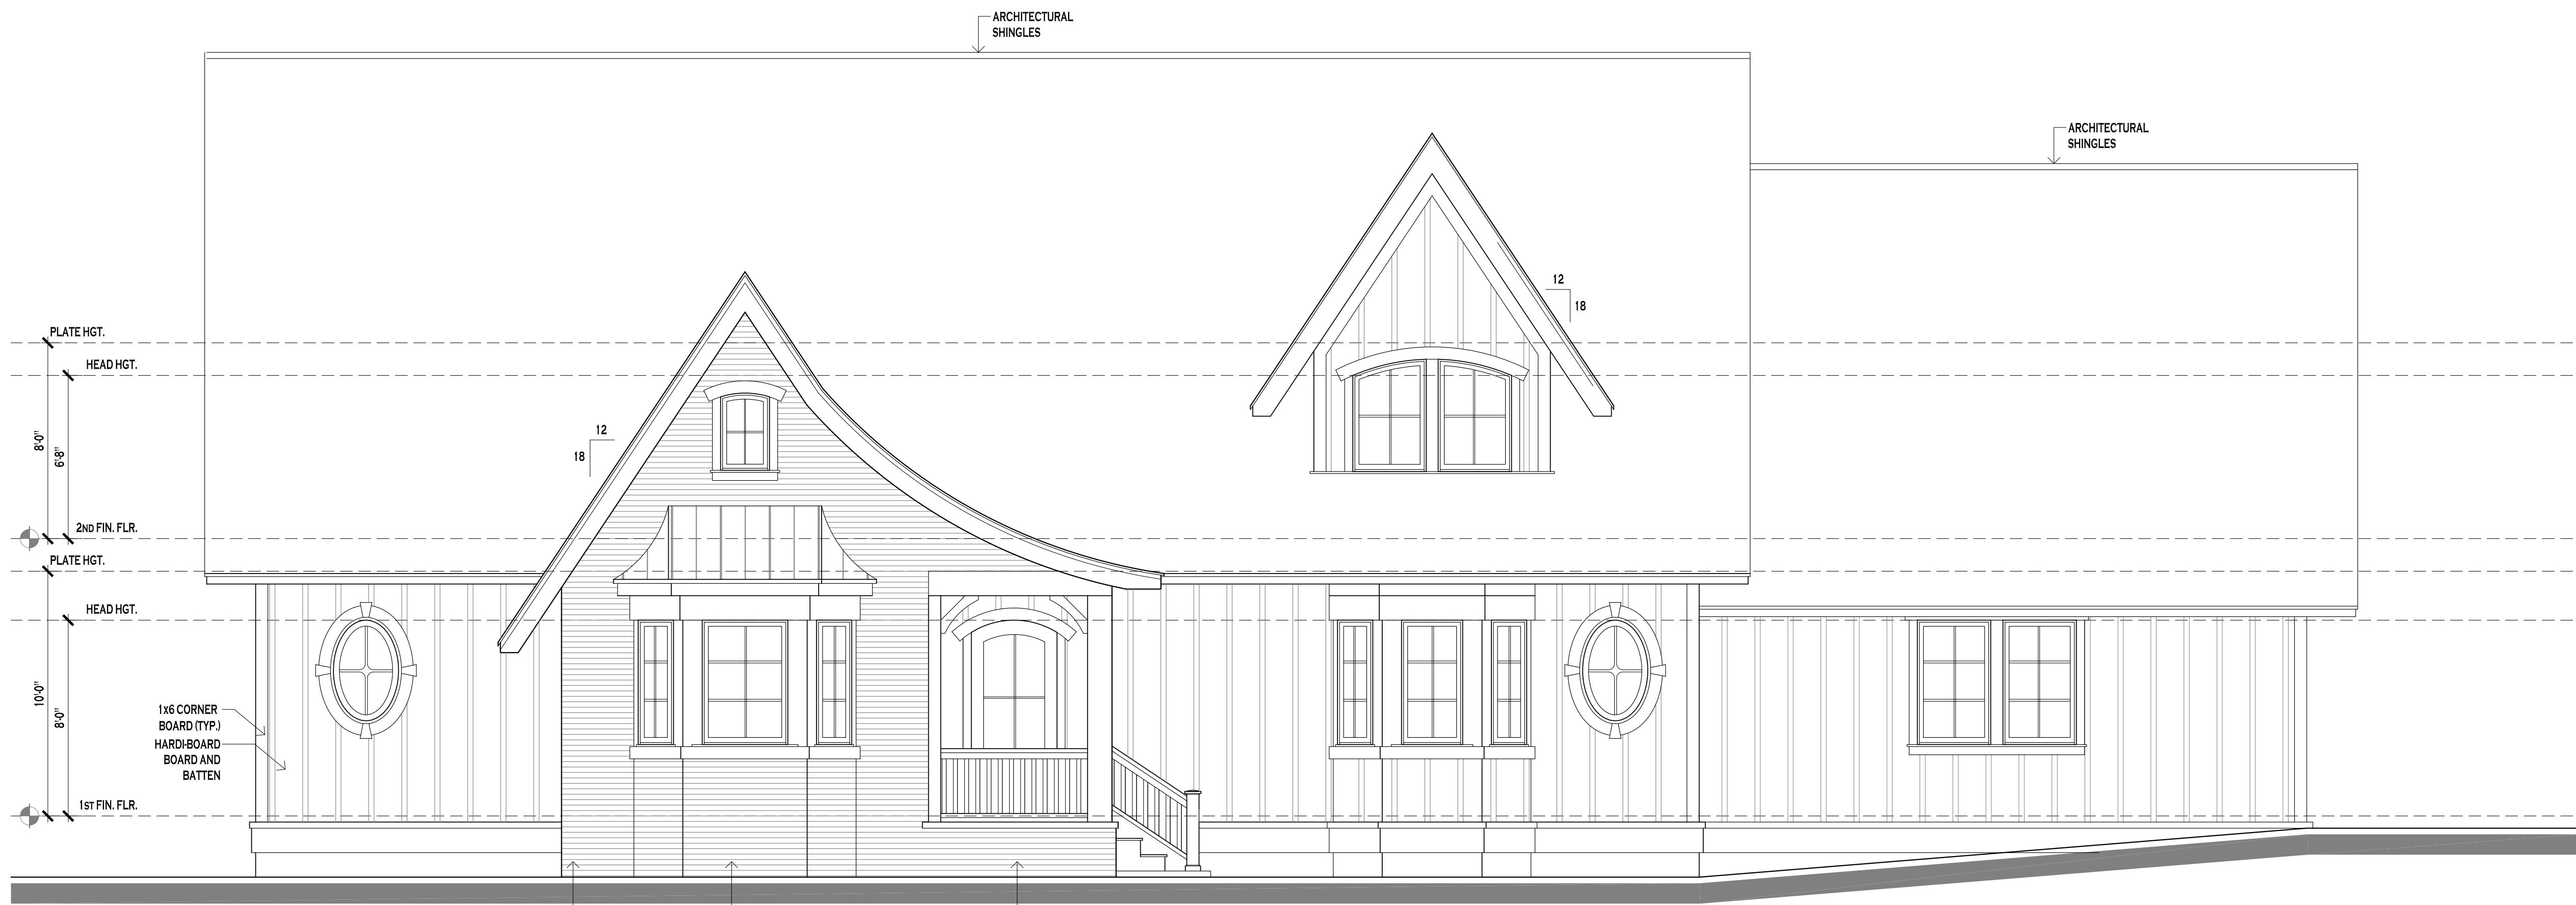 ARCHITECTURAL
SHINGLES
ARCHITECTURAL
SHINGLES
12
18
PLATE HGT.
HEAD HGT.
8'-0"
6'-8"
12
18
2ND FIN. FLR.
PLATE HGT.
HEAD HGT.
10'-0"
8'-0"
1x6 CORNER
BOARD (TYP.)
HARDI-BOARD
BOARD AND
BATTEN
1ST FIN. FLR.